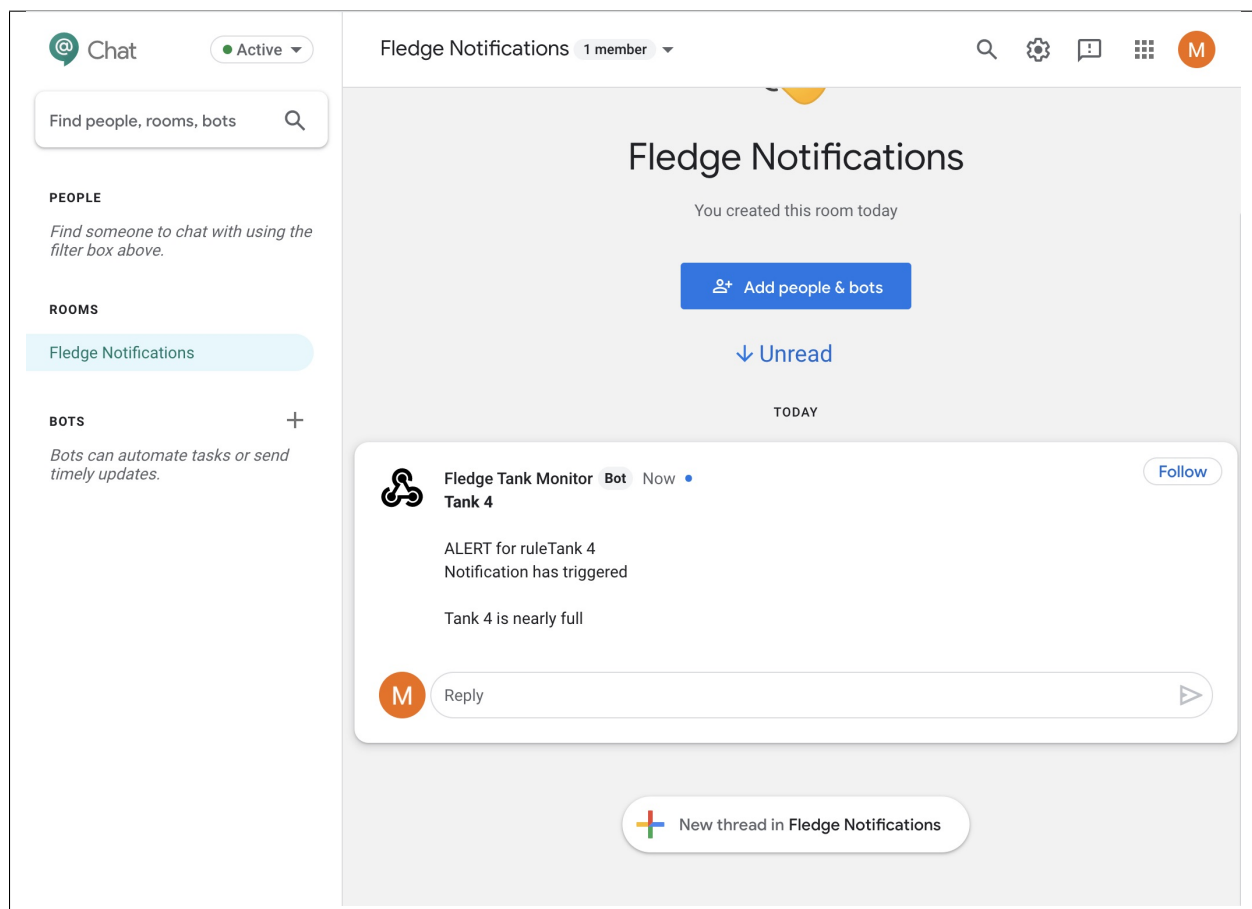 Chat
Active
Find people, rooms, bots
PEOPLE
Find someone to chat with using the
filter box above.
ROOMS
Fledge Notifications
BOTS
Bots can automate tasks or send
timely updates.
Fledge Notifications 1 member
M
Fledge Notifications
You created this room today
Add people & bots
Unread
TODAY
Fledge Tank Monitor Bot Now
Follow
Tank 4
ALERT for ruleTank 4
Notification has triggered
Tank 4 is nearly full
M
Reply
New thread in Fledge Notifications